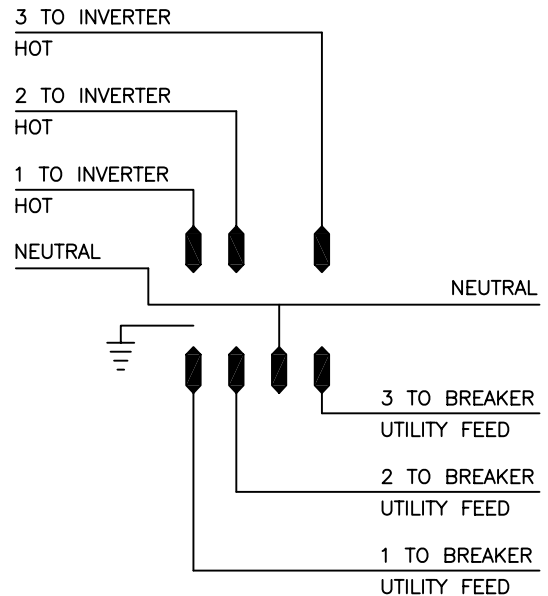 3 TO INVERTER
HOT
2 TO INVERTER
HOT
1 TO INVERTER
HOT
NEUTRAL
NEUTRAL
3 TO BREAKER
UTILITY FEED
2 TO BREAKER
UTILITY FEED
1 TO BREAKER
UTILITY FEED